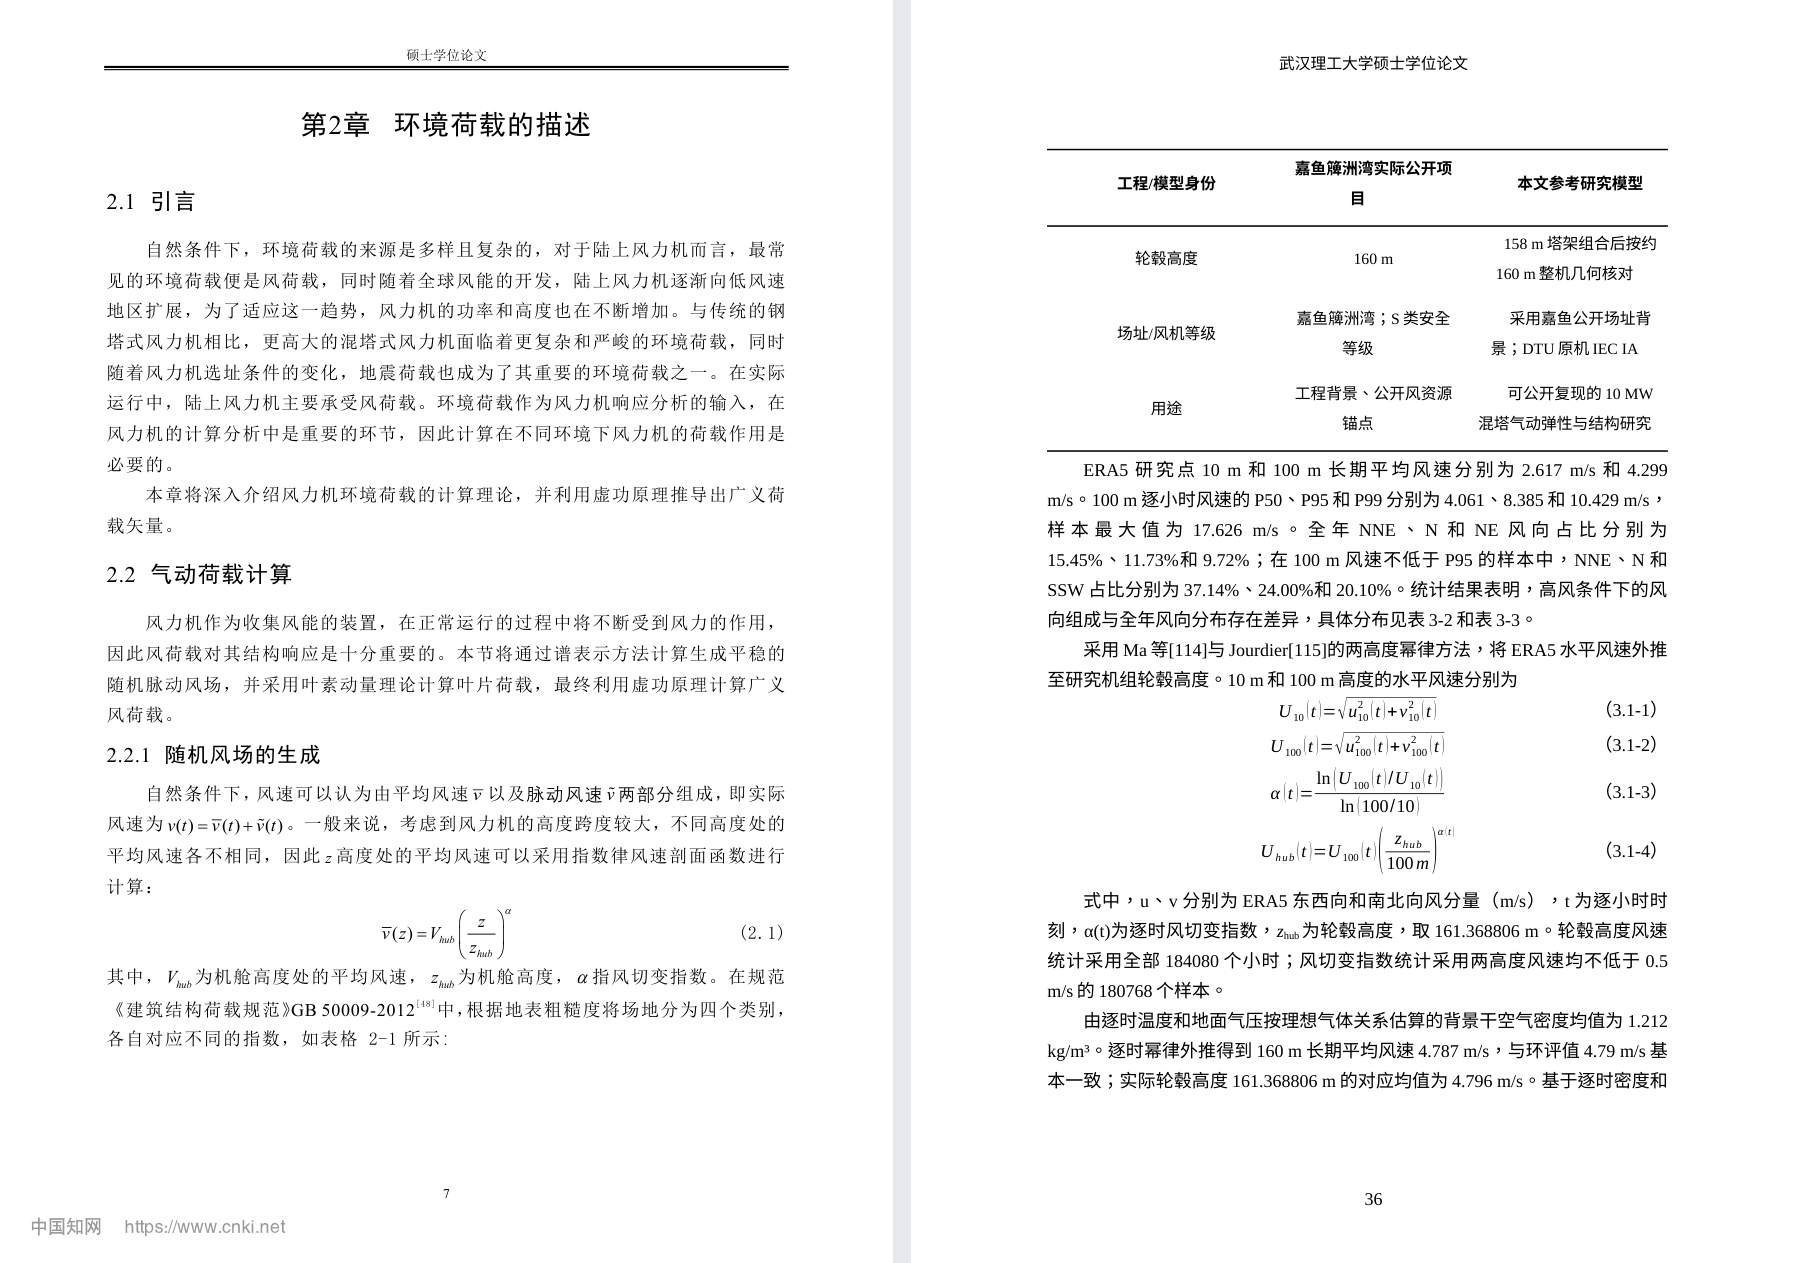 硕士学位论文
第2章 环境荷载的描述
2.1 引言
自然条件下，环境荷载的来源是多样且复杂的，对于陆上风力机而言，最常
见的环境荷载便是风荷载，同时随着全球风能的开发，陆上风力机逐渐向低风速
地区扩展，为了适应这一趋势，风力机的功率和高度也在不断增加。与传统的钢
塔式风力机相比，更高大的混塔式风力机面临着更复杂和严峻的环境荷载，同时
随着风力机选址条件的变化，地震荷载也成为了其重要的环境荷载之一。在实际
运行中，陆上风力机主要承受风荷载。环境荷载作为风力机响应分析的输入，在
风力机的计算分析中是重要的环节，因此计算在不同环境下风力机的荷载作用是
必要的。
本章将深入介绍风力机环境荷载的计算理论，并利用虚功原理推导出广义荷
载矢量。
2.2 气动荷载计算
风力机作为收集风能的装置，在正常运行的过程中将不断受到风力的作用，
因此风荷载对其结构响应是十分重要的。本节将通过谱表示方法计算生成平稳的
随机脉动风场，并采用叶素动量理论计算叶片荷载，最终利用虚功原理计算广义
风荷载。
2.2.1 随机风场的生成
自然条件下，风速可以认为由平均风速 v̅ 以及脉动风速 ṽ 两部分组成，即实际
风速为 v(t) = v̅(t) + ṽ(t)。一般来说，考虑到风力机的高度跨度较大，不同高度处的
平均风速各不相同，因此 z 高度处的平均风速可以采用指数律风速剖面函数进行
计算：
v̅(z) = V_hub (z / z_hub)^α (2.1)
其中，V_hub 为机舱高度处的平均风速，z_hub 为机舱高度，α 指风切变指数。在规范
《建筑结构荷载规范》GB 50009-2012[48]中，根据地表粗糙度将场地分为四个类别，
各自对应不同的指数，如表格 2-1 所示：
7
中国知网 https://www.cnki.net
武汉理工大学硕士学位论文
工程/模型身份 嘉鱼簰洲湾实际公开项目 本文参考研究模型
轮毂高度 160 m 158 m 塔架组合后按约 160 m 整机几何核对
场址/风机等级 嘉鱼簰洲湾；S 类安全等级 采用嘉鱼公开场址背景；DTU 原机 IEC IA
用途 工程背景、公开风资源锚点 可公开复现的 10 MW 混塔气动弹性与结构研究
ERA5 研究点 10 m 和 100 m 长期平均风速分别为 2.617 m/s 和 4.299
m/s。100 m 逐小时风速的 P50、P95 和 P99 分别为 4.061、8.385 和 10.429 m/s，
样本最大值为 17.626 m/s。全年 NNE、N 和 NE 风向占比分别为
15.45%、11.73%和 9.72%；在 100 m 风速不低于 P95 的样本中，NNE、N 和
SSW 占比分别为 37.14%、24.00%和 20.10%。统计结果表明，高风条件下的风
向组成与全年风向分布存在差异，具体分布见表 3-2 和表 3-3。
采用 Ma 等[114]与 Jourdier[115]的两高度幂律方法，将 ERA5 水平风速外推
至研究机组轮毂高度。10 m 和 100 m 高度的水平风速分别为
U_10(t)=√(u_10^2(t)+v_10^2(t)) （3.1-1）
U_100(t)=√(u_100^2(t)+v_100^2(t)) （3.1-2）
α(t)=ln(U_100(t)/U_10(t)) / ln(100/10) （3.1-3）
U_hub(t)=U_100(t)(z_hub / 100 m)^α(t) （3.1-4）
式中，u、v 分别为 ERA5 东西向和南北向风分量（m/s），t 为逐小时时
刻，α(t)为逐时风切变指数，z_hub 为轮毂高度，取 161.368806 m。轮毂高度风速
统计采用全部 184080 个小时；风切变指数统计采用两高度风速均不低于 0.5
m/s 的 180768 个样本。
由逐时温度和地面气压按理想气体关系估算的背景干空气密度均值为 1.212
kg/m³。逐时幂律外推得到 160 m 长期平均风速 4.787 m/s，与环评值 4.79 m/s 基
本一致；实际轮毂高度 161.368806 m 的对应均值为 4.796 m/s。基于逐时密度和
36